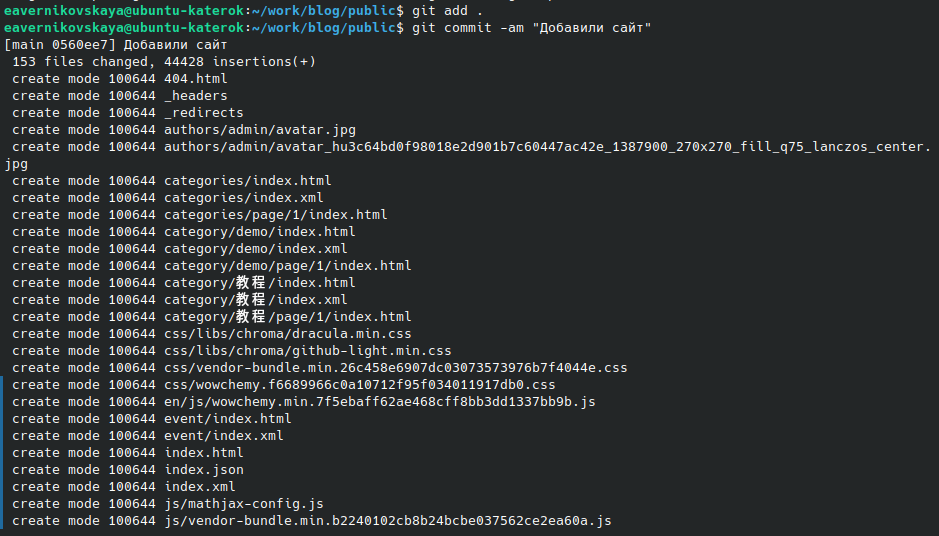 eavernikovskaya@ubuntu-katerok:~/work/blog/public$ git add .
eavernikovskaya@ubuntu-katerok:~/work/blog/public$ git commit -am "Добавили сайт"
[main 0560ee7] Добавили сайт
 153 files changed, 44428 insertions(+)
 create mode 100644 404.html
 create mode 100644 _headers
 create mode 100644 _redirects
 create mode 100644 authors/admin/avatar.jpg
 create mode 100644 authors/admin/avatar_hu3c64bd0f98018e2d901b7c60447ac42e_1387900_270x270_fill_q75_lanczos_center.
jpg
 create mode 100644 categories/index.html
 create mode 100644 categories/index.xml
 create mode 100644 categories/page/1/index.html
 create mode 100644 category/demo/index.html
 create mode 100644 category/demo/index.xml
 create mode 100644 category/demo/page/1/index.html
 create mode 100644 category/教程/index.html
 create mode 100644 category/教程/index.xml
 create mode 100644 category/教程/page/1/index.html
 create mode 100644 css/libs/chroma/dracula.min.css
 create mode 100644 css/libs/chroma/github-light.min.css
 create mode 100644 css/vendor-bundle.min.26c458e6907dc03073573976b7f4044e.css
 create mode 100644 css/wowchemy.f6689966c0a10712f95f034011917db0.css
 create mode 100644 en/js/wowchemy.min.7f5ebaff62ae468cff8bb3dd1337bb9b.js
 create mode 100644 event/index.html
 create mode 100644 event/index.xml
 create mode 100644 index.html
 create mode 100644 index.json
 create mode 100644 index.xml
 create mode 100644 js/mathjax-config.js
 create mode 100644 js/vendor-bundle.min.b2240102cb8b24bcbe037562ce2ea60a.js